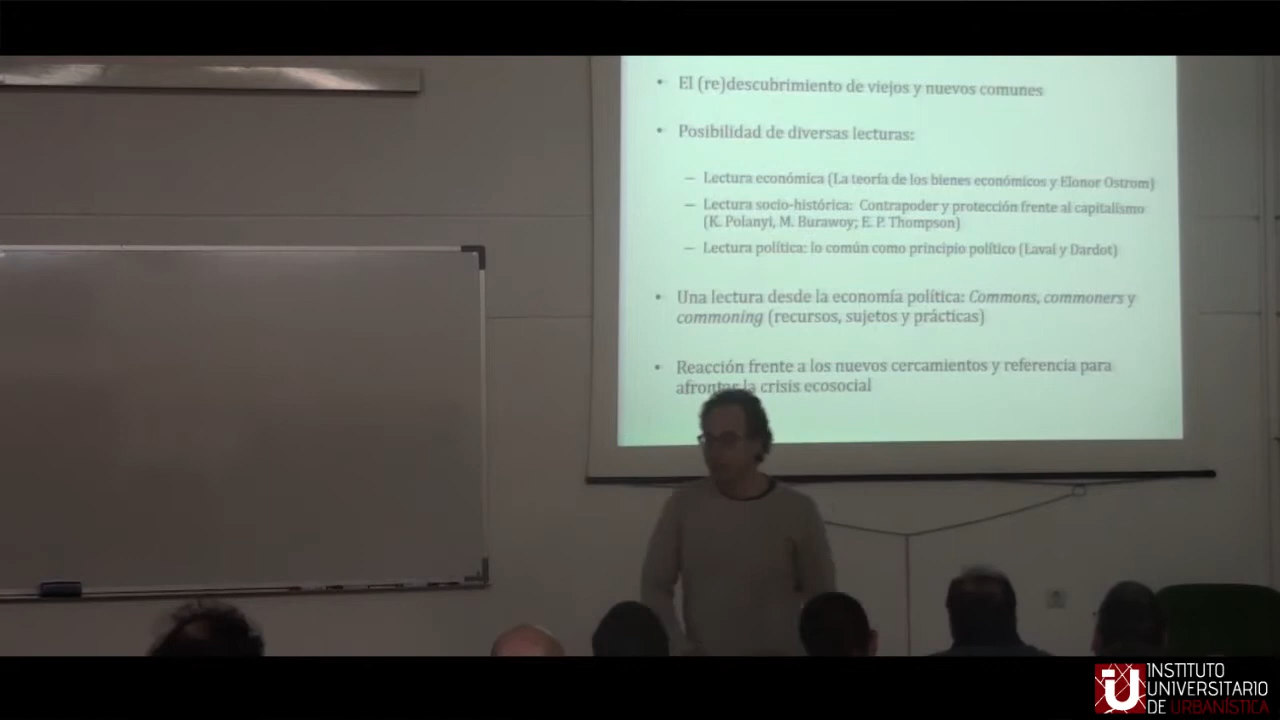 • El (re)descubrimiento de viejos y nuevos comunes
• Posibilidad de diversas lecturas:
– Lectura económica (La teoría de los bienes económicos y Elonor Ostrom)
– Lectura socio-histórica: Contrapoder y protección frente al capitalismo
(K. Polanyi, M. Burawoy; E. P. Thompson)
– Lectura política: lo común como principio político (Laval y Dardot)
• Una lectura desde la economía política: Commons, commoners y
commoning (recursos, sujetos y prácticas)
• Reacción frente a los nuevos cercamientos y referencia para
afrontar la crisis ecosocial
iU INSTITUTO
UNIVERSITARIO
DE URBANÍSTICA